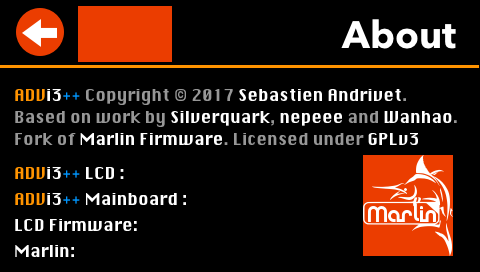 About
ADVi3++ Copyright © 2017 Sebastien Andrivet.
Based on work by Silverquark, nepeee and Wanhao.
Fork of Marlin Firmware. Licensed under GPLv3
ADVi3++ LCD :
ADVi3++ Mainboard :
LCD Firmware:
Marlin:
Marlin